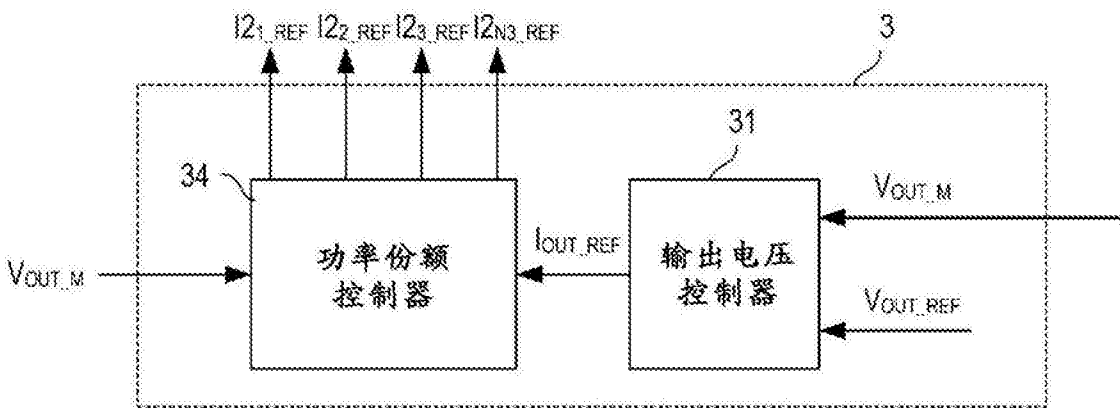 I2₁_REF I2₂_REF I2₃_REF I2N3_REF
3
34
31
功率份额
控制器
输出电压
控制器
VOUT_M
IOUT_REF
VOUT_M
VOUT_REF